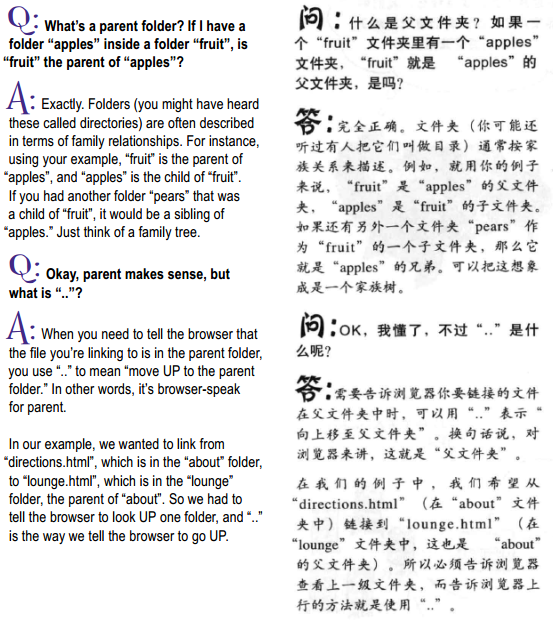 Q: What’s a parent folder? If I have a
folder “apples” inside a folder “fruit”, is
“fruit” the parent of “apples”?
A: Exactly. Folders (you might have heard
these called directories) are often described
in terms of family relationships. For instance,
using your example, “fruit” is the parent of
“apples”, and “apples” is the child of “fruit”.
If you had another folder “pears” that was
a child of “fruit”, it would be a sibling of
“apples.” Just think of a family tree.
Q: Okay, parent makes sense, but
what is “..”?
A: When you need to tell the browser that
the file you’re linking to is in the parent folder,
you use “..” to mean “move UP to the parent
folder.” In other words, it’s browser-speak
for parent.
In our example, we wanted to link from
“directions.html”, which is in the “about” folder,
to “lounge.html”, which is in the “lounge”
folder, the parent of “about”. So we had to
tell the browser to look UP one folder, and “..”
is the way we tell the browser to go UP.
问：什么是父文件夹？如果一
个“fruit”文件夹里有一个“apples”
文件夹，“fruit”就是 “apples”的
父文件夹，是吗？
答：完全正确。文件夹（你可能还
听过有人把它们叫做目录）通常按家
族关系来描述。例如，就用你的例子
来说，“fruit”是“apples”的父文件
夹，“apples”是“fruit”的子文件夹。
如果还有另外一个文件夹“pears”作
为“fruit”的一个子文件夹，那么它
就是“apples”的兄弟。可以把这想象
成是一个家族树。
问：OK，我懂了，不过“..”是什
么呢？
答：需要告诉浏览器你要链接的文件
在父文件夹中时，可以用“..”表示“
向上移至父文件夹”。换句话说，对
浏览器来讲，这就是“父文件夹”。
在我们的例子中，我们希望从
“directions.html”（在“about”文件
夹中）链接到“lounge.html”（在
“lounge”文件夹中，这也是 “about”
的父文件夹）。所以必须告诉浏览器
查看上一级文件夹，而告诉浏览器上
行的方法就是使用“..”。